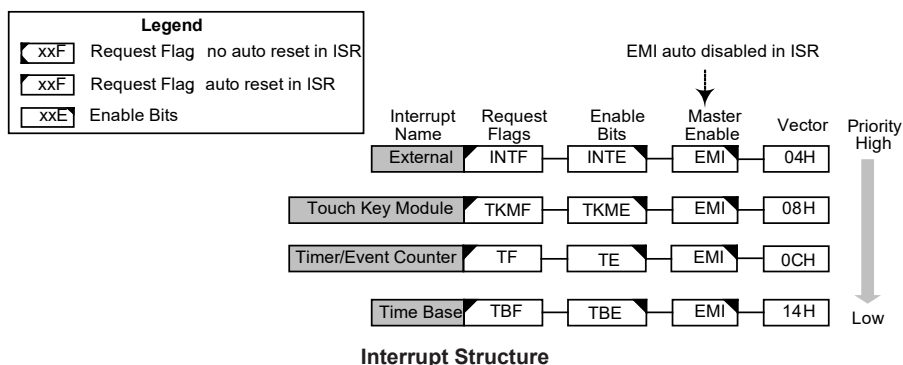 Legend
xxF Request Flag no auto reset in ISR
xxF Request Flag auto reset in ISR
xxE Enable Bits
EMI auto disabled in ISR
Interrupt Name Request Flags Enable Bits Master Enable Vector Priority
High
External INTF INTE EMI 04H
Touch Key Module TKMF TKME EMI 08H
Timer/Event Counter TF TE EMI 0CH
Time Base TBF TBE EMI 14H
Low
Interrupt Structure